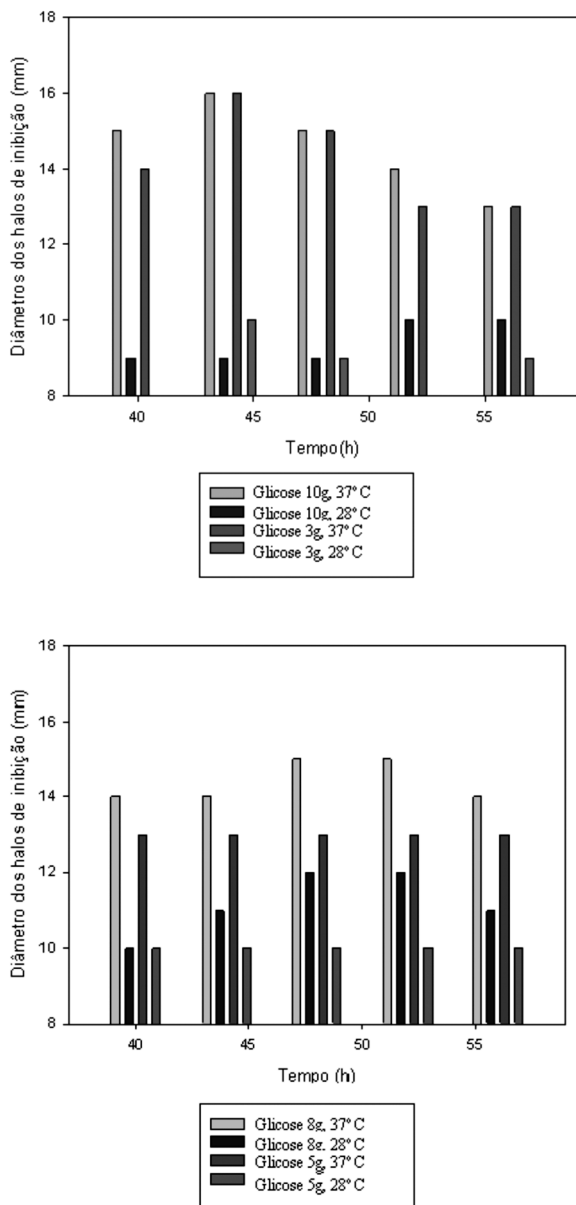 18
16
14
12
10
8
Diâmetros dos halos de inibição (mm)
40 45 50 55
Tempo(h)
Glicose 10g, 37°C
Glicose 10g, 28°C
Glicose 3g, 37°C
Glicose 3g, 28°C
18
16
14
12
10
8
Diâmetro dos halos de inibição (mm)
40 45 50 55
Tempo (h)
Glicose 8g, 37°C
Glicose 8g, 28°C
Glicose 5g, 37°C
Glicose 5g, 28°C